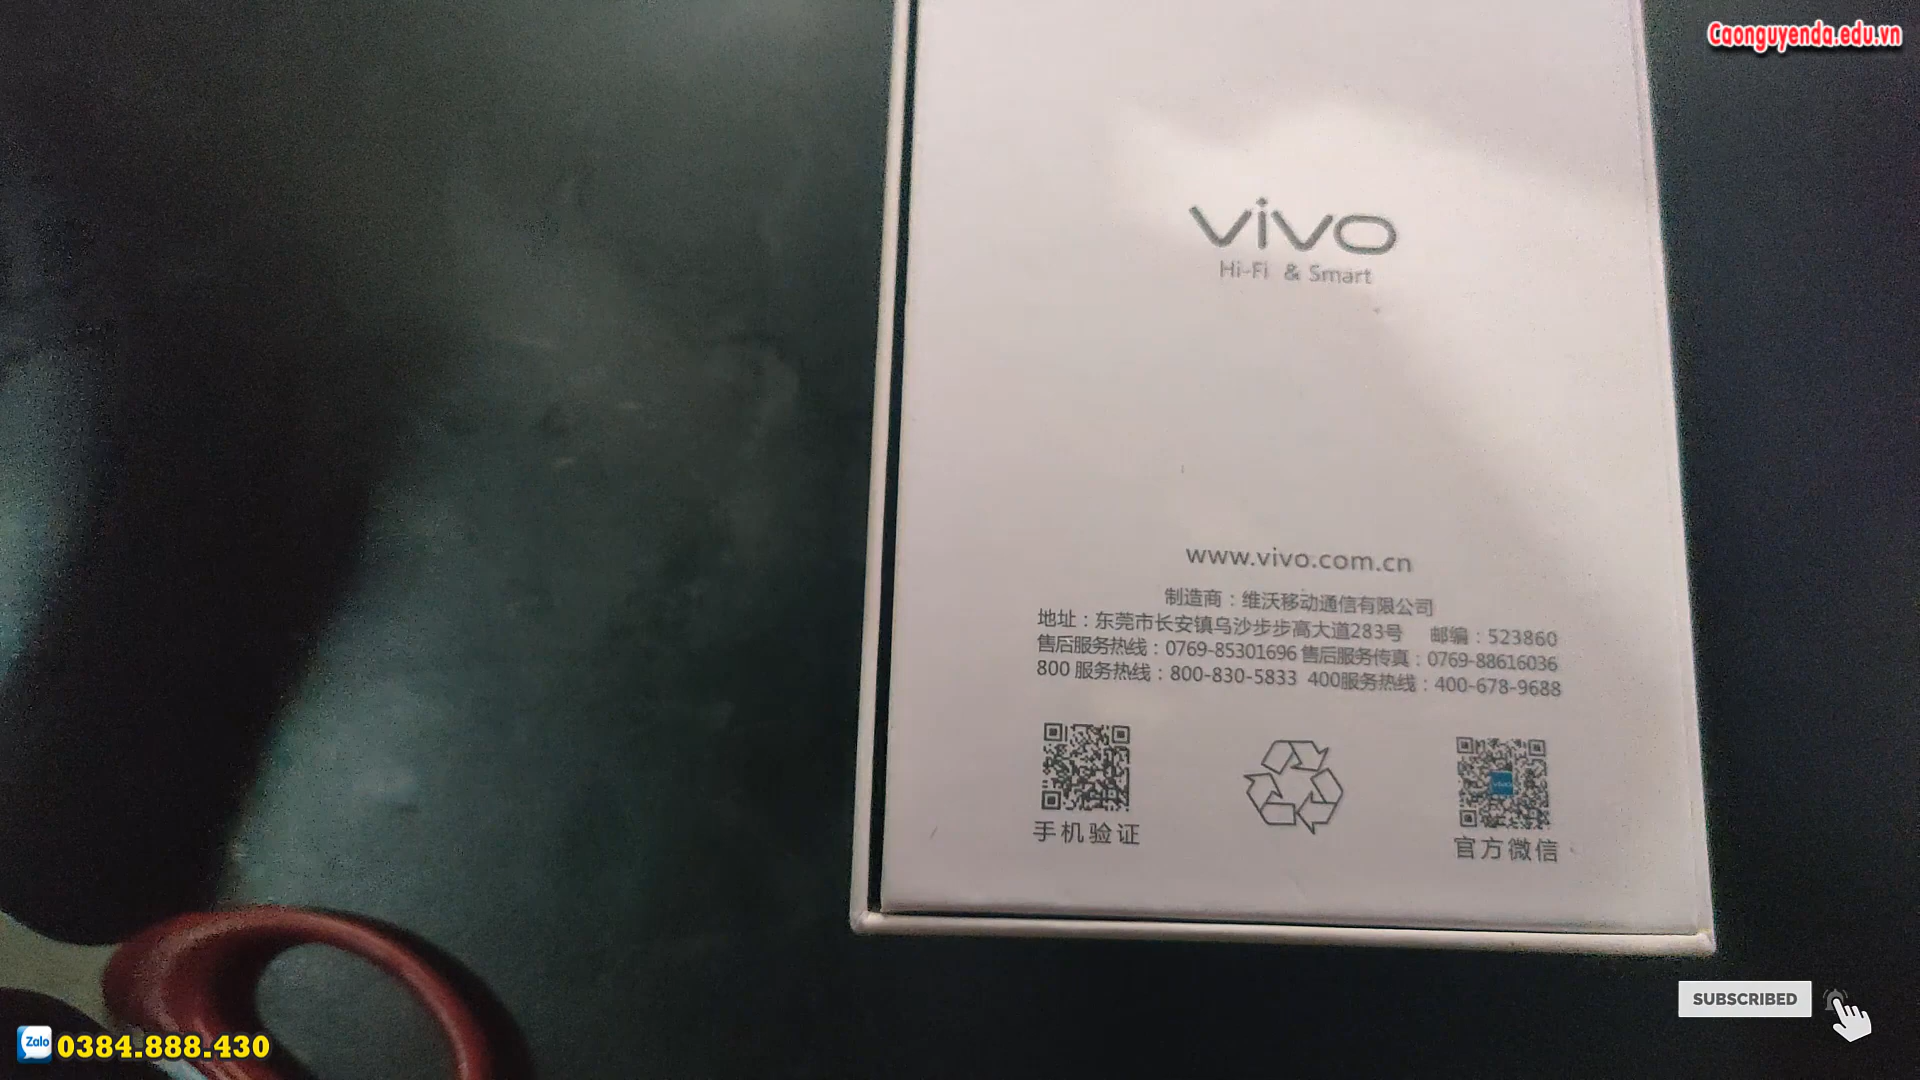 Caonguyenda.edu.vn
vivo
Hi-Fi & Smart
www.vivo.com.cn
制造商：维沃移动通信有限公司
地址：东莞市长安镇乌沙步步高大道283号 邮编：523860
售后服务热线：0769-85301696 售后服务传真：0769-88616036
800 服务热线：800-830-5833 400服务热线：400-678-9688
vivo
手机验证
官方微信
SUBSCRIBED
Zalo 0384.888.430